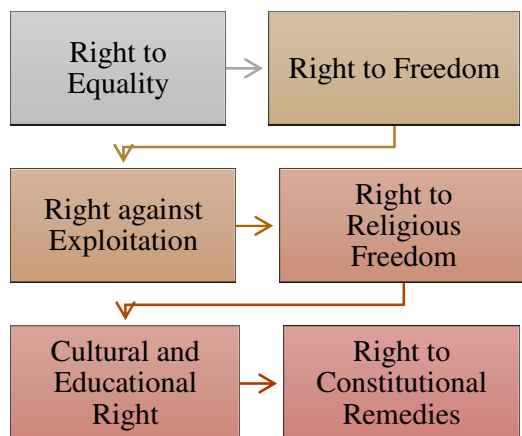 Right to
Equality
Right to Freedom
Right against
Exploitation
Right to
Religious
Freedom
Cultural and
Educational
Right
Right to
Constitutional
Remedies